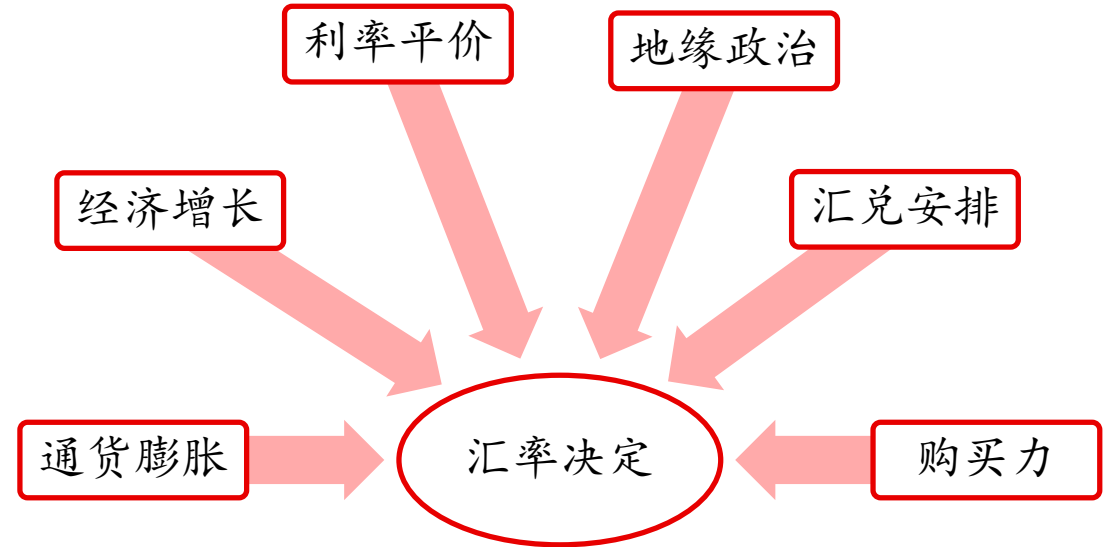 利率平价
地缘政治
经济增长
汇兑安排
通货膨胀
汇率决定
购买力